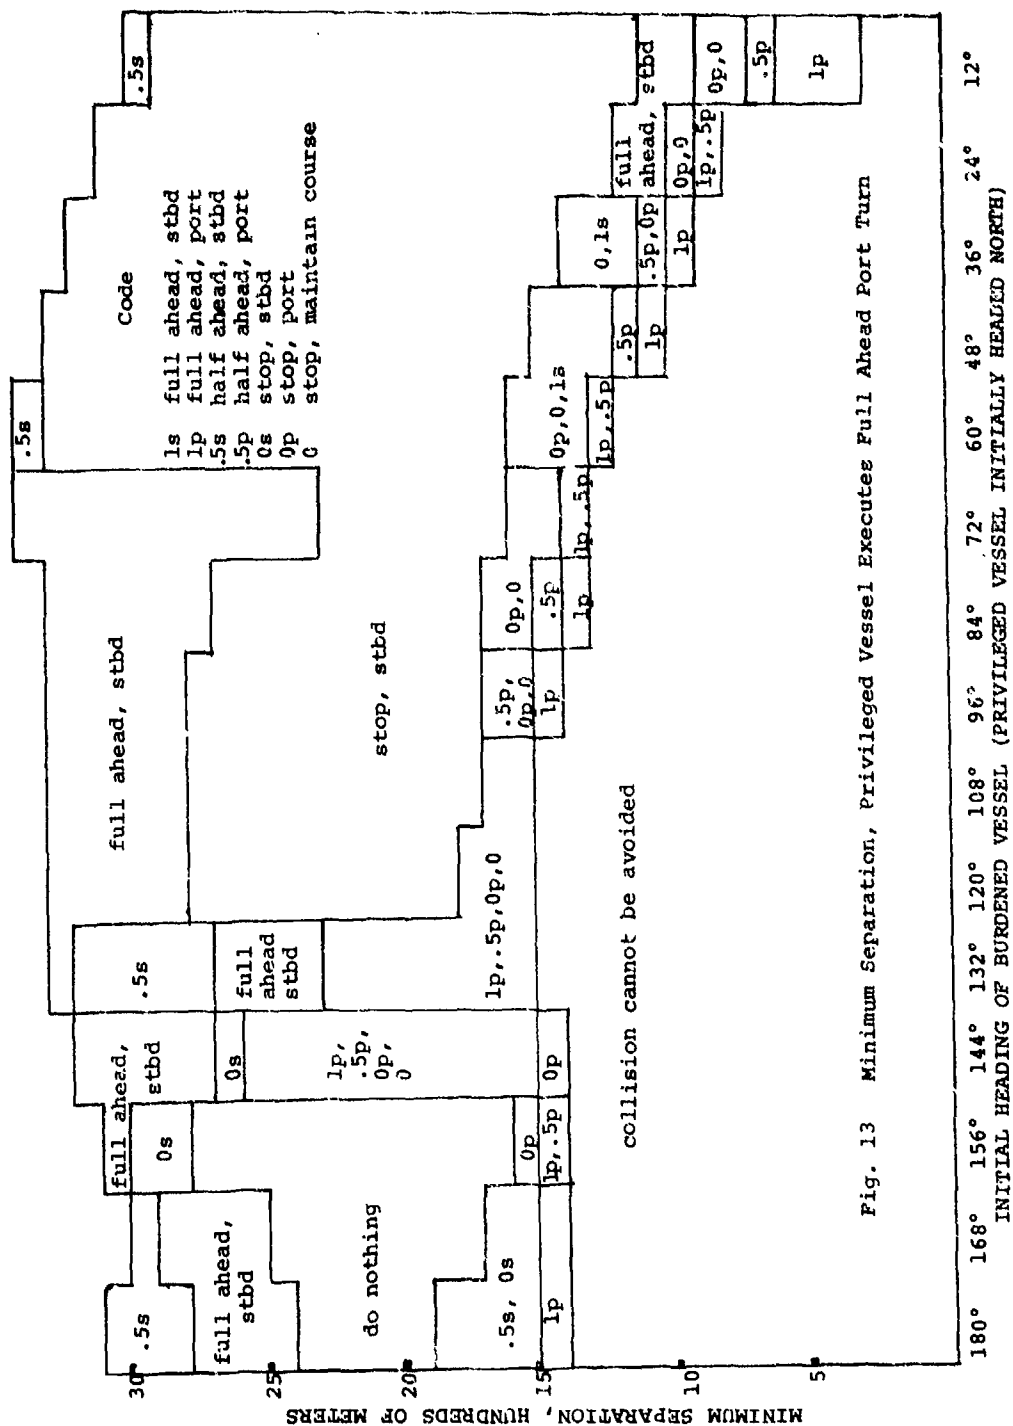 MINIMUM SEPARATION, HUNDREDS OF METERS
30
25
20
15
10
5
.5s
full ahead,
stbd
do nothing
.5s, 0s
1p
full ahead,
stbd
0s
0p
1p,.5p
0s
1p,
.5p,
0p,
0
0p
.5s
full
ahead
stbd
1p,.5p,0p,0
full ahead, stbd
stop, stbd
.5p,
0p,0
1p
0p,0
.5p
1p
1p,.5p
.5s
0p,0,1s
1p,.5p
.5p
1p
0,1s
.5p,0p
1p
full
ahead, stbd
0p,0
1p,.5p
.5s
0p,0
.5p
1p
Code
1s full ahead, stbd
1p full ahead, port
.5s half ahead, stbd
.5p half ahead, port
0s stop, stbd
0p stop, port
0 stop, maintain course
collision cannot be avoided
Fig. 13 Minimum Separation, Privileged Vessel Executes Full Ahead Port Turn
180° 168° 156° 144° 132° 120° 108° 96° 84° 72° 60° 48° 36° 24° 12°
INITIAL HEADING OF BURDENED VESSEL (PRIVILEGED VESSEL INITIALLY HEADED NORTH)